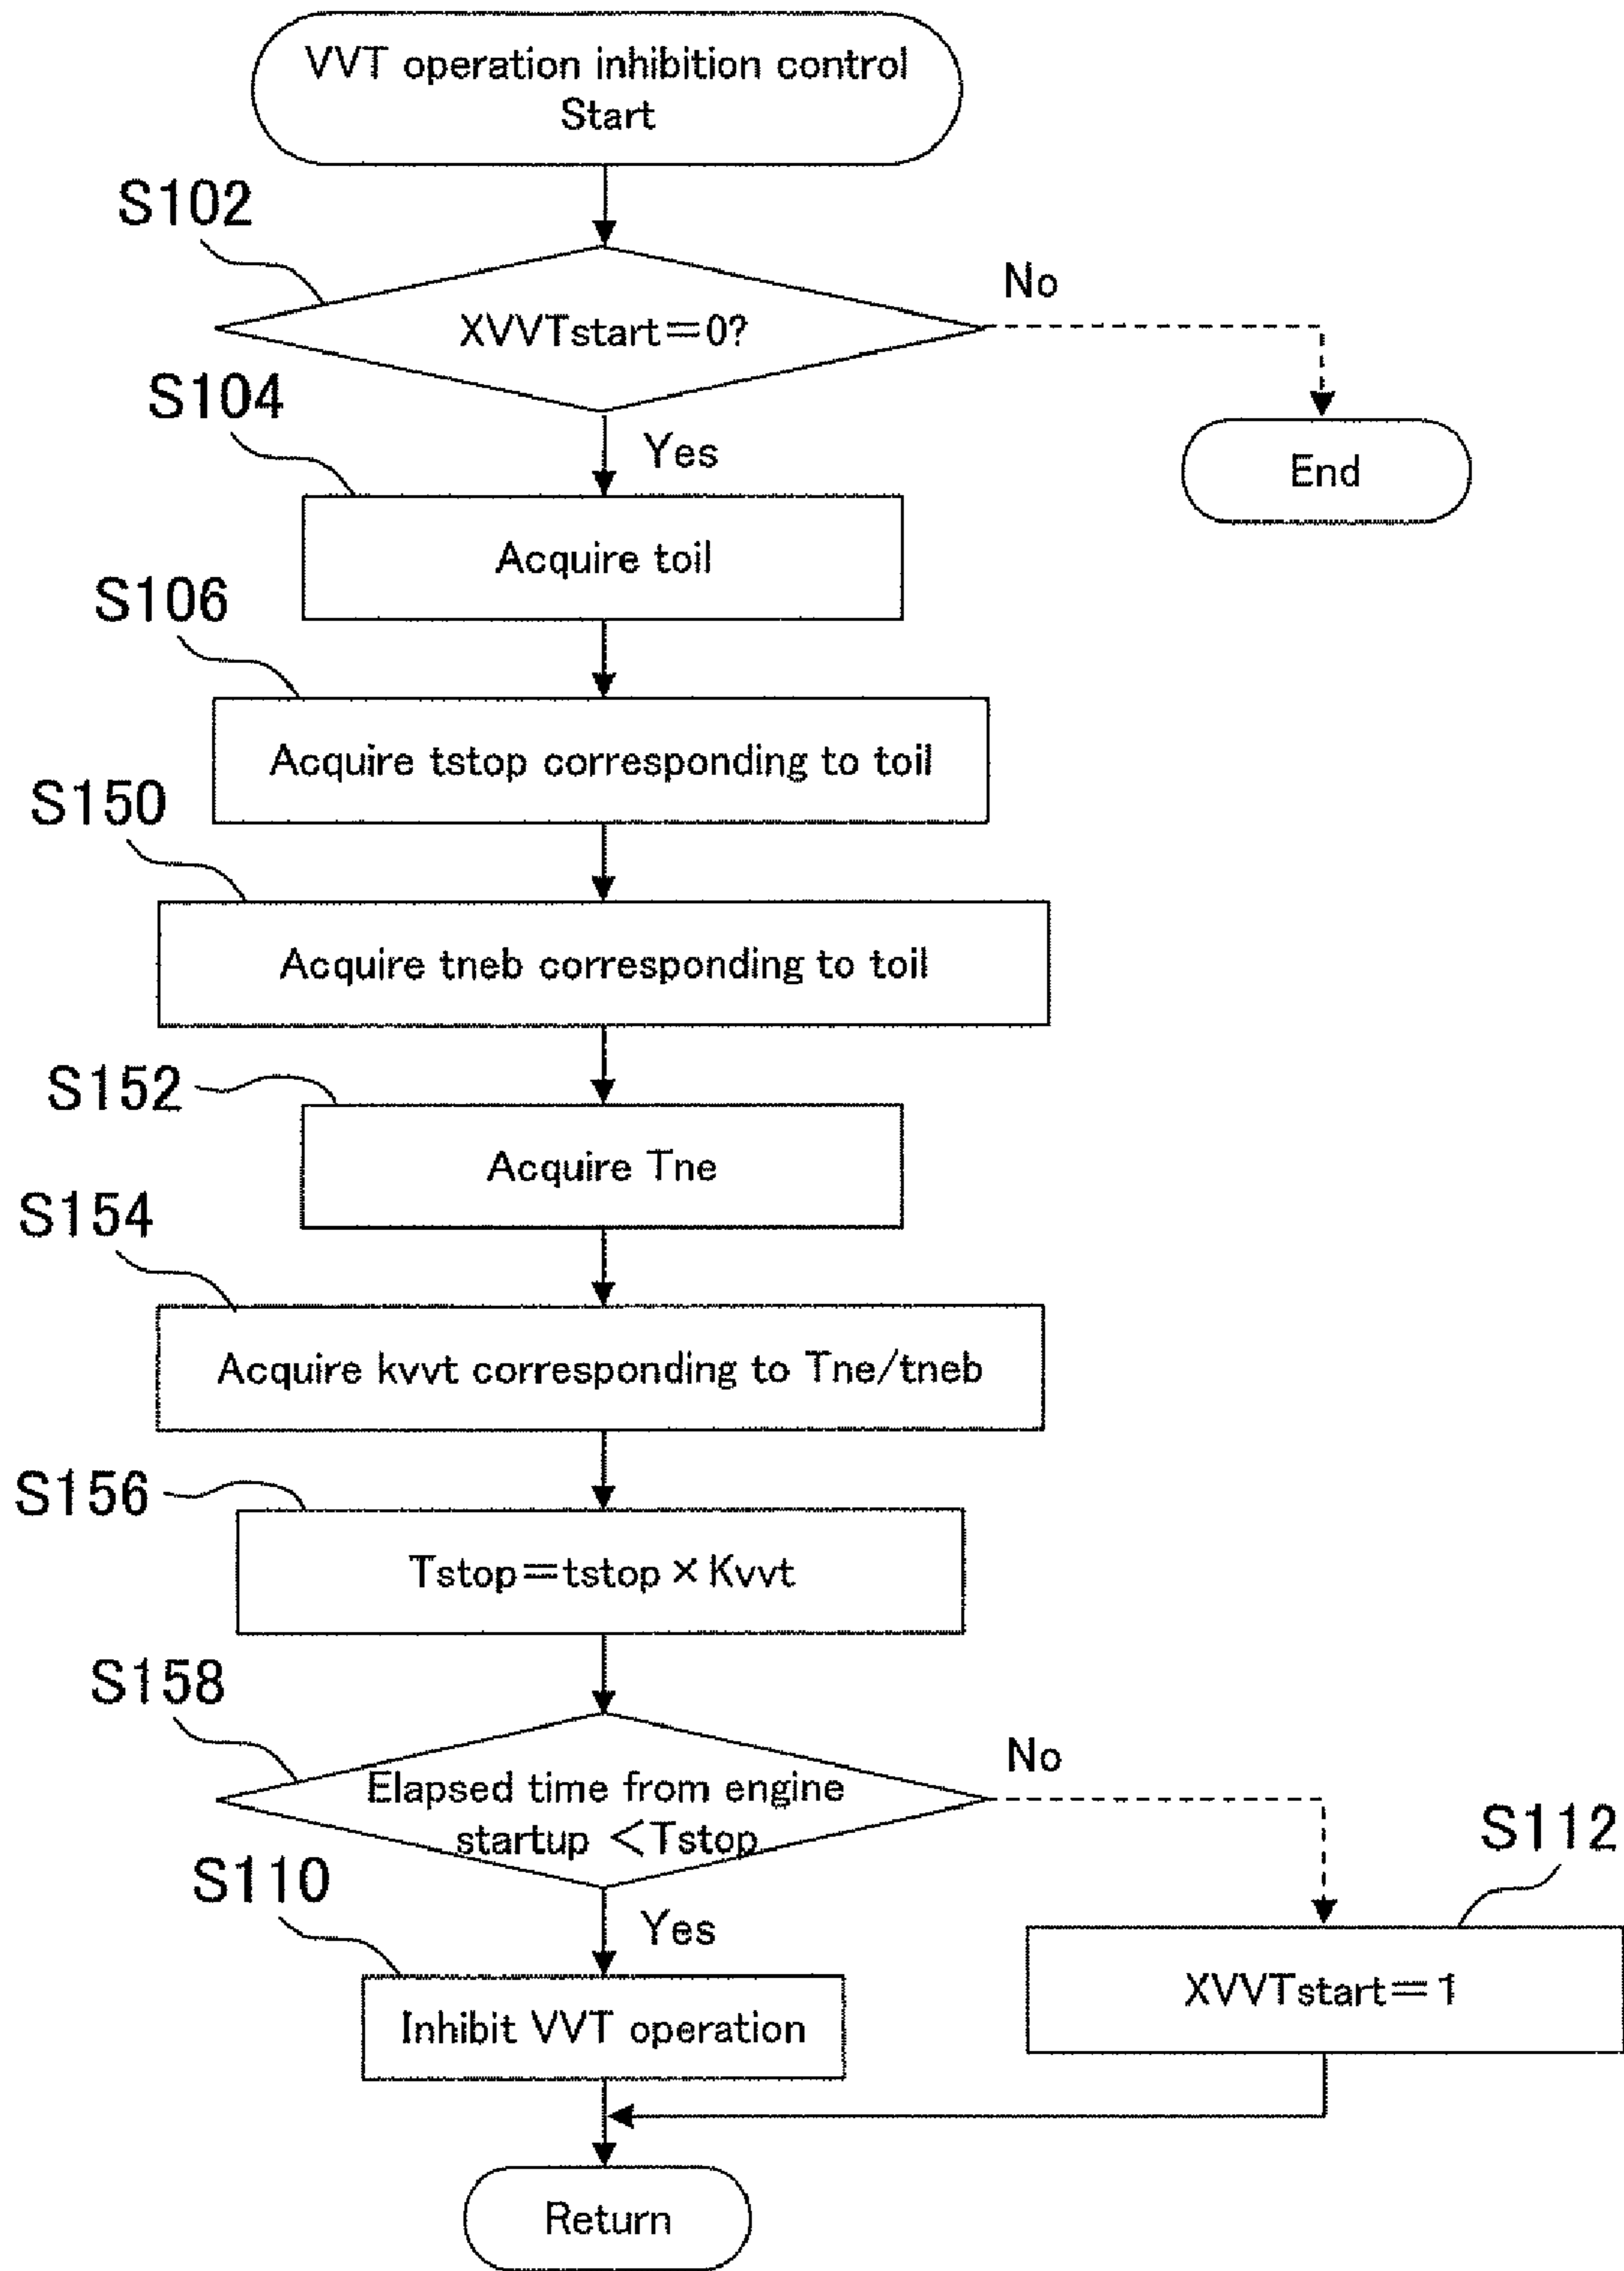 VVT operation inhibition control
Start
S102
XVVTstart=0?
No
End
Yes
S104
Acquire toil
S106
Acquire tstop corresponding to toil
S150
Acquire tneb corresponding to toil
S152
Acquire Tne
S154
Acquire kvvt corresponding to Tne/tneb
S156
Tstop=tstop×Kvvt
S158
Elapsed time from engine
startup <Tstop
No
S112
XVVTstart=1
Yes
S110
Inhibit VVT operation
Return